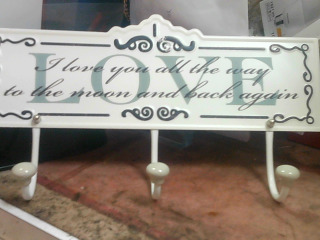 LOVE
I love you all the way
to the moon and back again